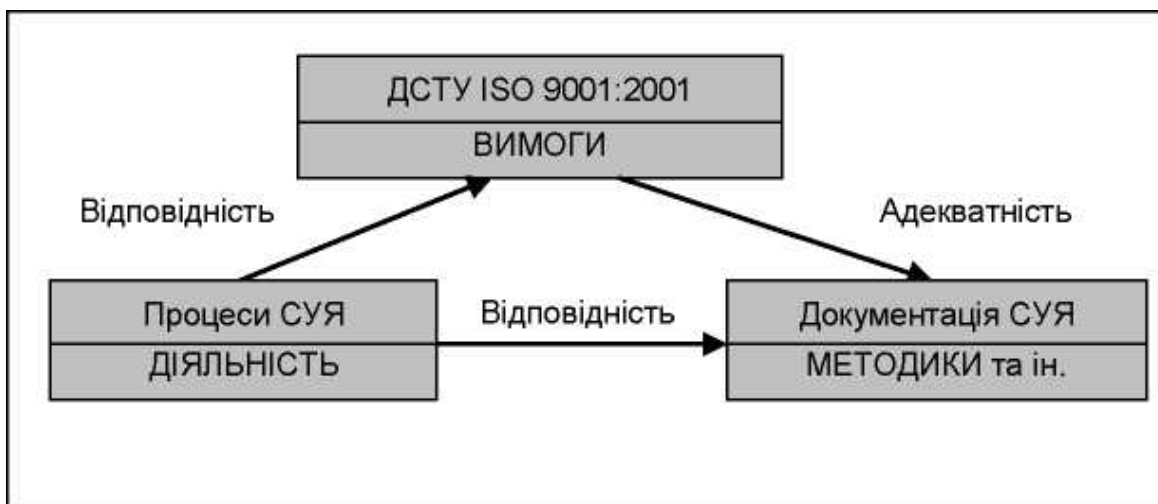 ДСТУ ISO 9001:2001
ВИМОГИ
Відповідність
Адекватність
Процеси СУЯ
ДІЯЛЬНІСТЬ
Відповідність
Документація СУЯ
МЕТОДИКИ та ін.